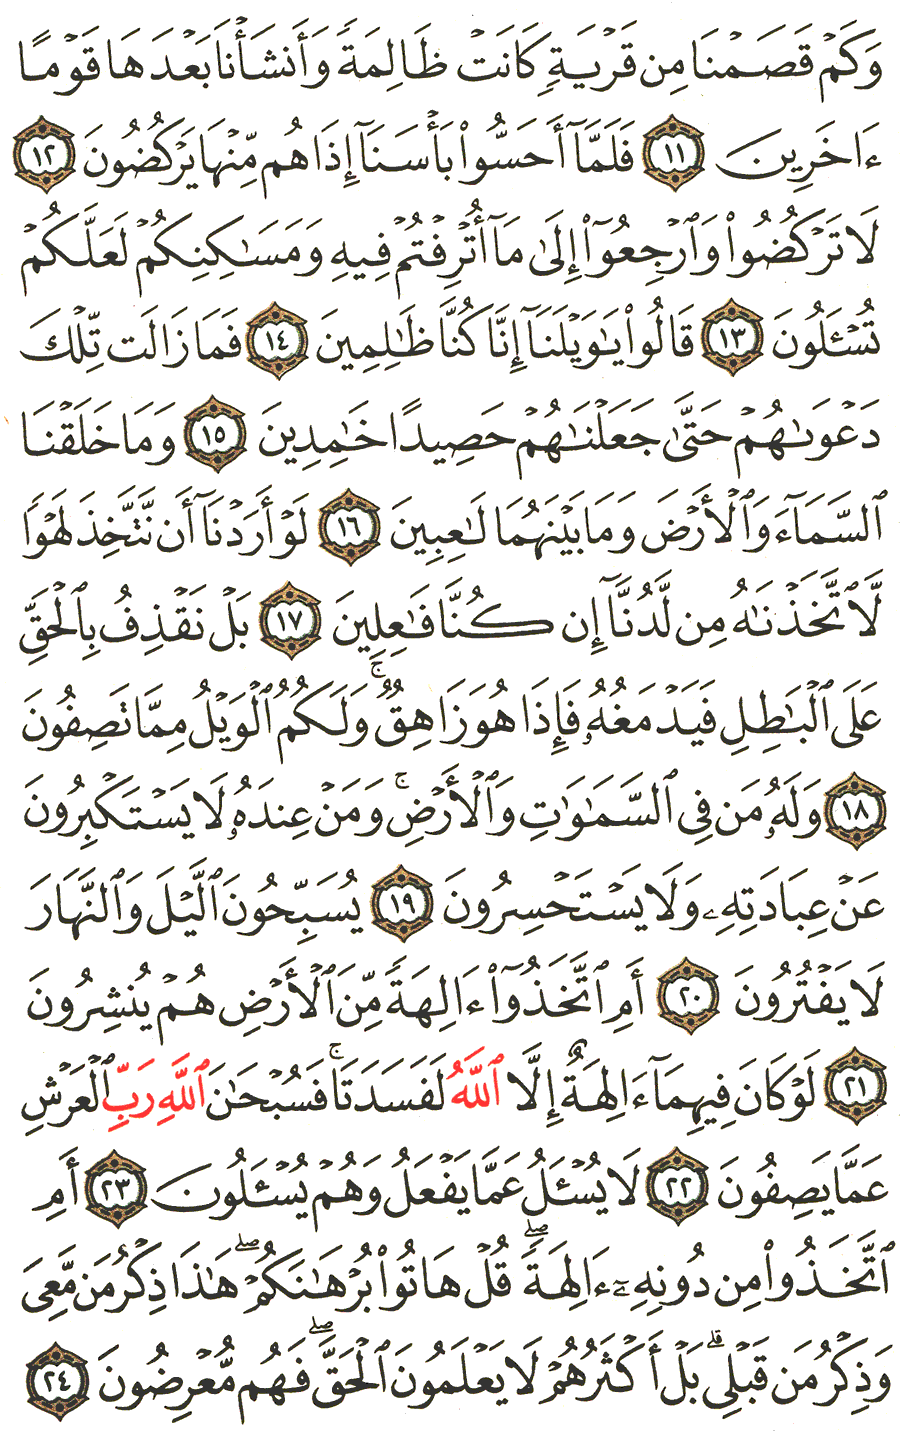 وَكَمۡ قَصَمۡنَا مِن قَرۡيَةٖ كَانَتۡ ظَالِمَةٗ وَأَنشَأۡنَا بَعۡدَهَا قَوۡمًا
ءَاخَرِينَ ١١ فَلَمَّآ أَحَسُّواْ بَأۡسَنَآ إِذَا هُم مِّنۡهَا يَرۡكُضُونَ ١٢
لَا تَرۡكُضُواْ وَٱرۡجِعُوٓاْ إِلَىٰ مَآ أُتۡرِفۡتُمۡ فِيهِ وَمَسَٰكِنِكُمۡ لَعَلَّكُمۡ
تُسۡـَٔلُونَ ١٣ قَالُواْ يَٰوَيۡلَنَآ إِنَّا كُنَّا ظَٰلِمِينَ ١٤ فَمَا زَالَت تِّلۡكَ
دَعۡوَىٰهُمۡ حَتَّىٰ جَعَلۡنَٰهُمۡ حَصِيدًا خَٰمِدِينَ ١٥ وَمَا خَلَقۡنَا
ٱلسَّمَآءَ وَٱلۡأَرۡضَ وَمَا بَيۡنَهُمَا لَٰعِبِينَ ١٦ لَوۡ أَرَدۡنَآ أَن نَّتَّخِذَ لَهۡوٗا
لَّٱتَّخَذۡنَٰهُ مِن لَّدُنَّآ إِن كُنَّا فَٰعِلِينَ ١٧ بَلۡ نَقۡذِفُ بِٱلۡحَقِّ
عَلَى ٱلۡبَٰطِلِ فَيَدۡمَغُهُۥ فَإِذَا هُوَ زَاهِقٞۚ وَلَكُمُ ٱلۡوَيۡلُ مِمَّا تَصِفُونَ
١٨ وَلَهُۥ مَن فِي ٱلسَّمَٰوَٰتِ وَٱلۡأَرۡضِۚ وَمَنۡ عِندَهُۥ لَا يَسۡتَكۡبِرُونَ
عَنۡ عِبَادَتِهِۦ وَلَا يَسۡتَحۡسِرُونَ ١٩ يُسَبِّحُونَ ٱلَّيۡلَ وَٱلنَّهَارَ
لَا يَفۡتُرُونَ ٢٠ أَمِ ٱتَّخَذُوٓاْ ءَالِهَةٗ مِّنَ ٱلۡأَرۡضِ هُمۡ يُنشِرُونَ
٢١ لَوۡ كَانَ فِيهِمَآ ءَالِهَةٌ إِلَّا ٱللَّهُ لَفَسَدَتَاۚ فَسُبۡحَٰنَ ٱللَّهِ رَبِّ ٱلۡعَرۡشِ
عَمَّا يَصِفُونَ ٢٢ لَا يُسۡـَٔلُ عَمَّا يَفۡعَلُ وَهُمۡ يُسۡـَٔلُونَ ٢٣ أَمِ
ٱتَّخَذُواْ مِن دُونِهِۦٓ ءَالِهَةٗۖ قُلۡ هَاتُواْ بُرۡهَٰنَكُمۡۖ هَٰذَا ذِكۡرُ مَن مَّعِيَ
وَذِكۡرُ مَن قَبۡلِيۚ بَلۡ أَكۡثَرُهُمۡ لَا يَعۡلَمُونَ ٱلۡحَقَّۖ فَهُم مُّعۡرِضُونَ ٢٤